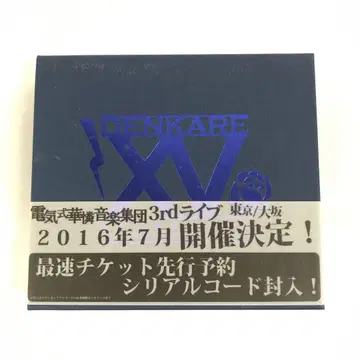 DENKARE
XV
電気式華憐音楽集団 3rdライブ 東京/大坂
2016年7月 開催決定！
最速チケット先行予約
シリアルコード封入！